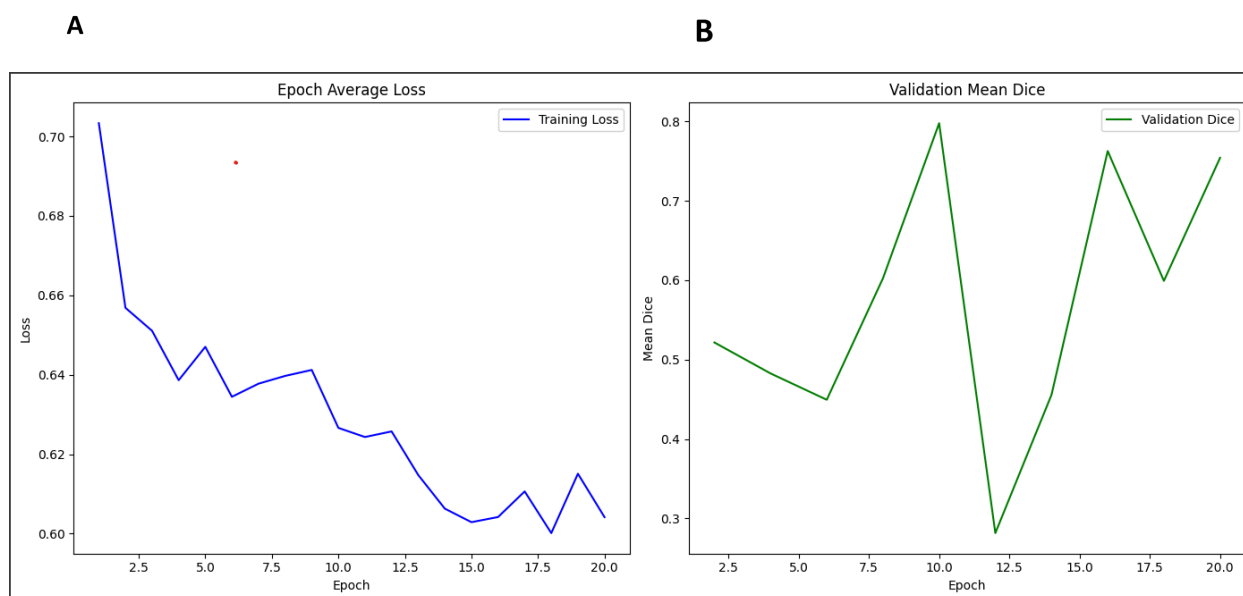 A
B
Epoch Average Loss
Training Loss
0.70
0.68
0.66
0.64
0.62
0.60
Loss
2.5 5.0 7.5 10.0 12.5 15.0 17.5 20.0
Epoch
Validation Mean Dice
Validation Dice
0.8
0.7
0.6
0.5
0.4
0.3
Mean Dice
2.5 5.0 7.5 10.0 12.5 15.0 17.5 20.0
Epoch